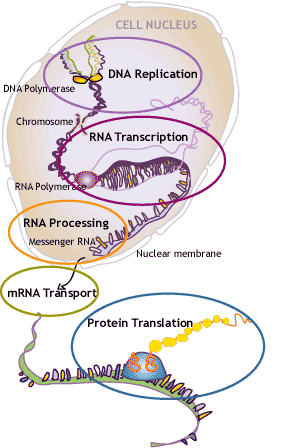 CELL NUCLEUS
DNA Replication
DNA Polymerase
Chromosome
RNA Transcription
RNA Polymerase
RNA Processing
Messenger RNA
Nuclear membrane
mRNA Transport
Protein Translation